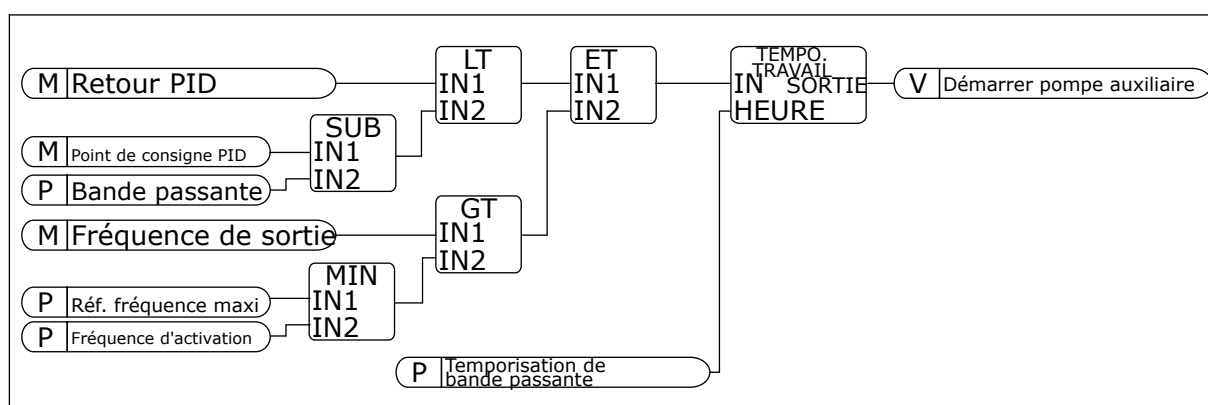 LT
IN1
IN2
ET
IN1
IN2
TEMPO.
TRAVAIL
IN SORTIE
HEURE
M Retour PID
V Démarrer pompe auxiliaire
SUB
IN1
IN2
M Point de consigne PID
P Bande passante
M Fréquence de sortie
GT
IN1
IN2
MIN
IN1
IN2
P Réf. fréquence maxi
P Fréquence d'activation
P Temporisation de
bande passante